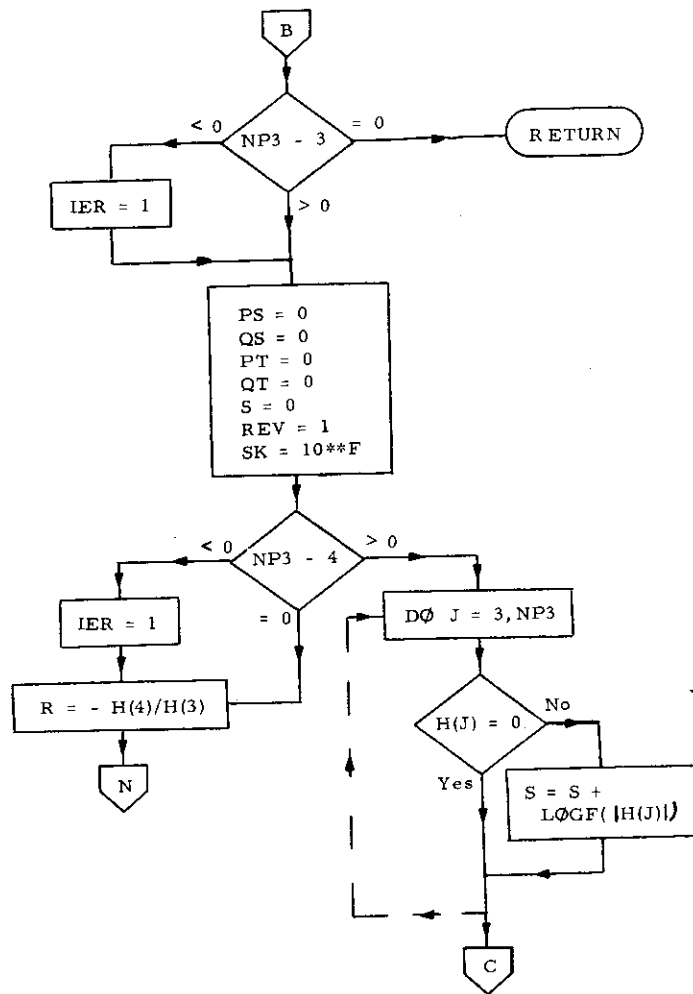 B
< 0
NP3 - 3
= 0
RETURN
IER = 1
> 0
PS = 0
QS = 0
PT = 0
QT = 0
S = 0
REV = 1
SK = 10**F
< 0
NP3 - 4
> 0
IER = 1
= 0
DØ J = 3,NP3
R = - H(4)/H(3)
H(J) = 0
No
N
Yes
S = S +
LØGF(|H(J)|)
C